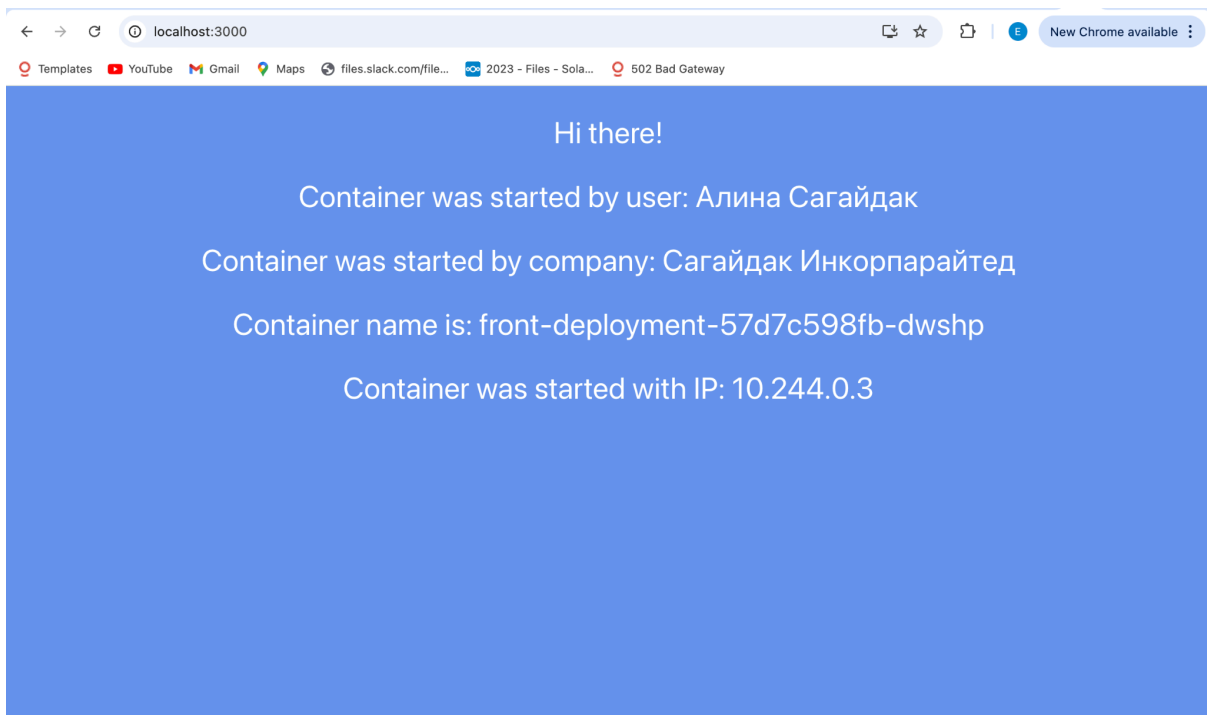 localhost:3000
E
New Chrome available
Templates YouTube Gmail Maps files.slack.com/file... 2023 - Files - Sola... 502 Bad Gateway
Hi there!
Container was started by user: Алина Сагайдак
Container was started by company: Сагайдак Инкорпарайтед
Container name is: front-deployment-57d7c598fb-dwshp
Container was started with IP: 10.244.0.3